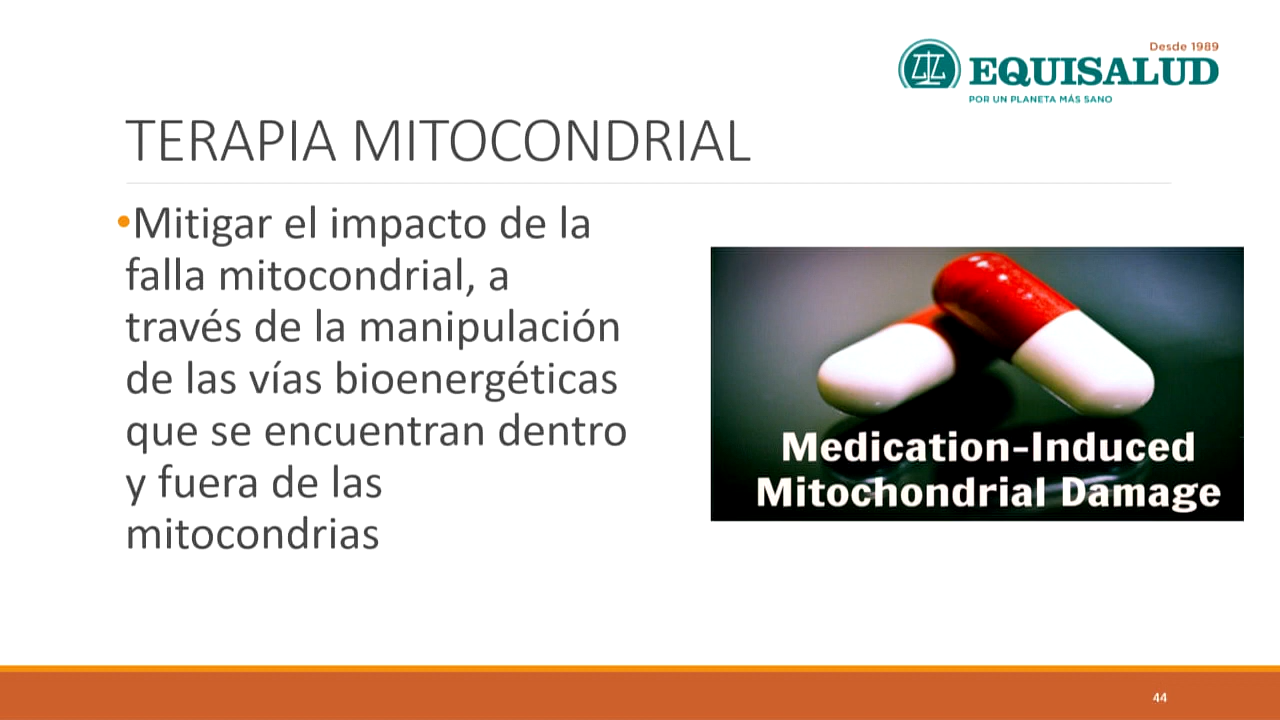 Desde 1989
EQUISALUD
POR UN PLANETA MÁS SANO
TERAPIA MITOCONDRIAL
•Mitigar el impacto de la
falla mitocondrial, a
través de la manipulación
de las vías bioenergéticas
que se encuentran dentro
y fuera de las
mitocondrias
Medication-Induced
Mitochondrial Damage
44